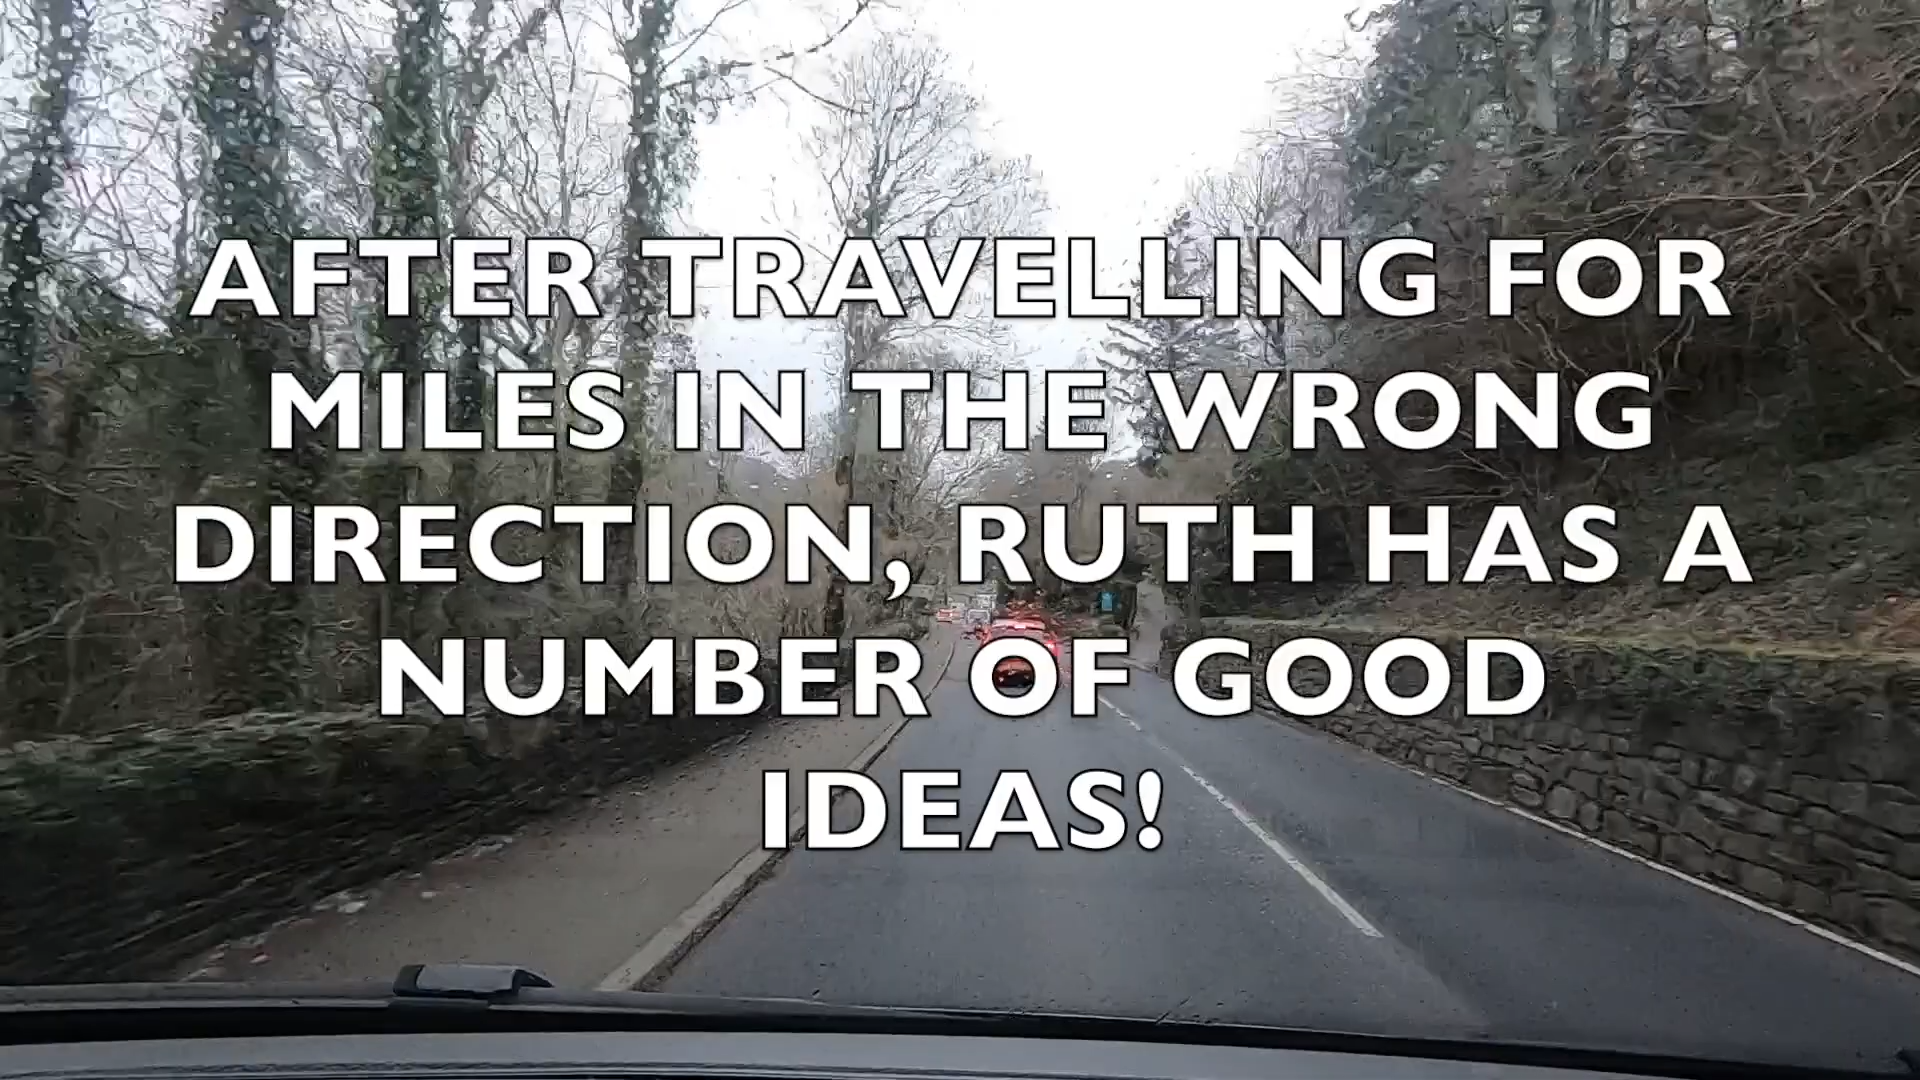 AFTER TRAVELLING FOR
MILES IN THE WRONG
DIRECTION, RUTH HAS A
NUMBER OF GOOD
IDEAS!